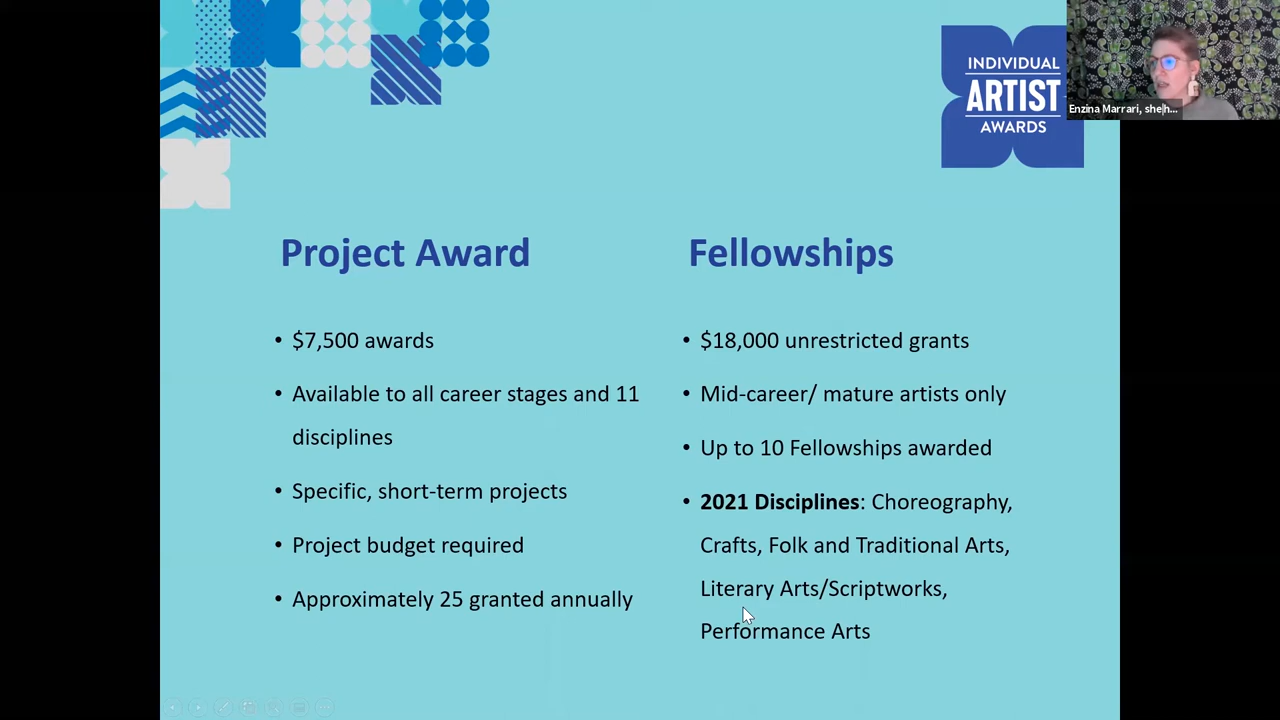 INDIVIDUAL
ARTIST
AWARDS
Enzina Marrari, she|h...
Project Award
• $7,500 awards
• Available to all career stages and 11
disciplines
• Specific, short-term projects
• Project budget required
• Approximately 25 granted annually
Fellowships
• $18,000 unrestricted grants
• Mid-career/ mature artists only
• Up to 10 Fellowships awarded
• 2021 Disciplines: Choreography,
Crafts, Folk and Traditional Arts,
Literary Arts/Scriptworks,
Performance Arts